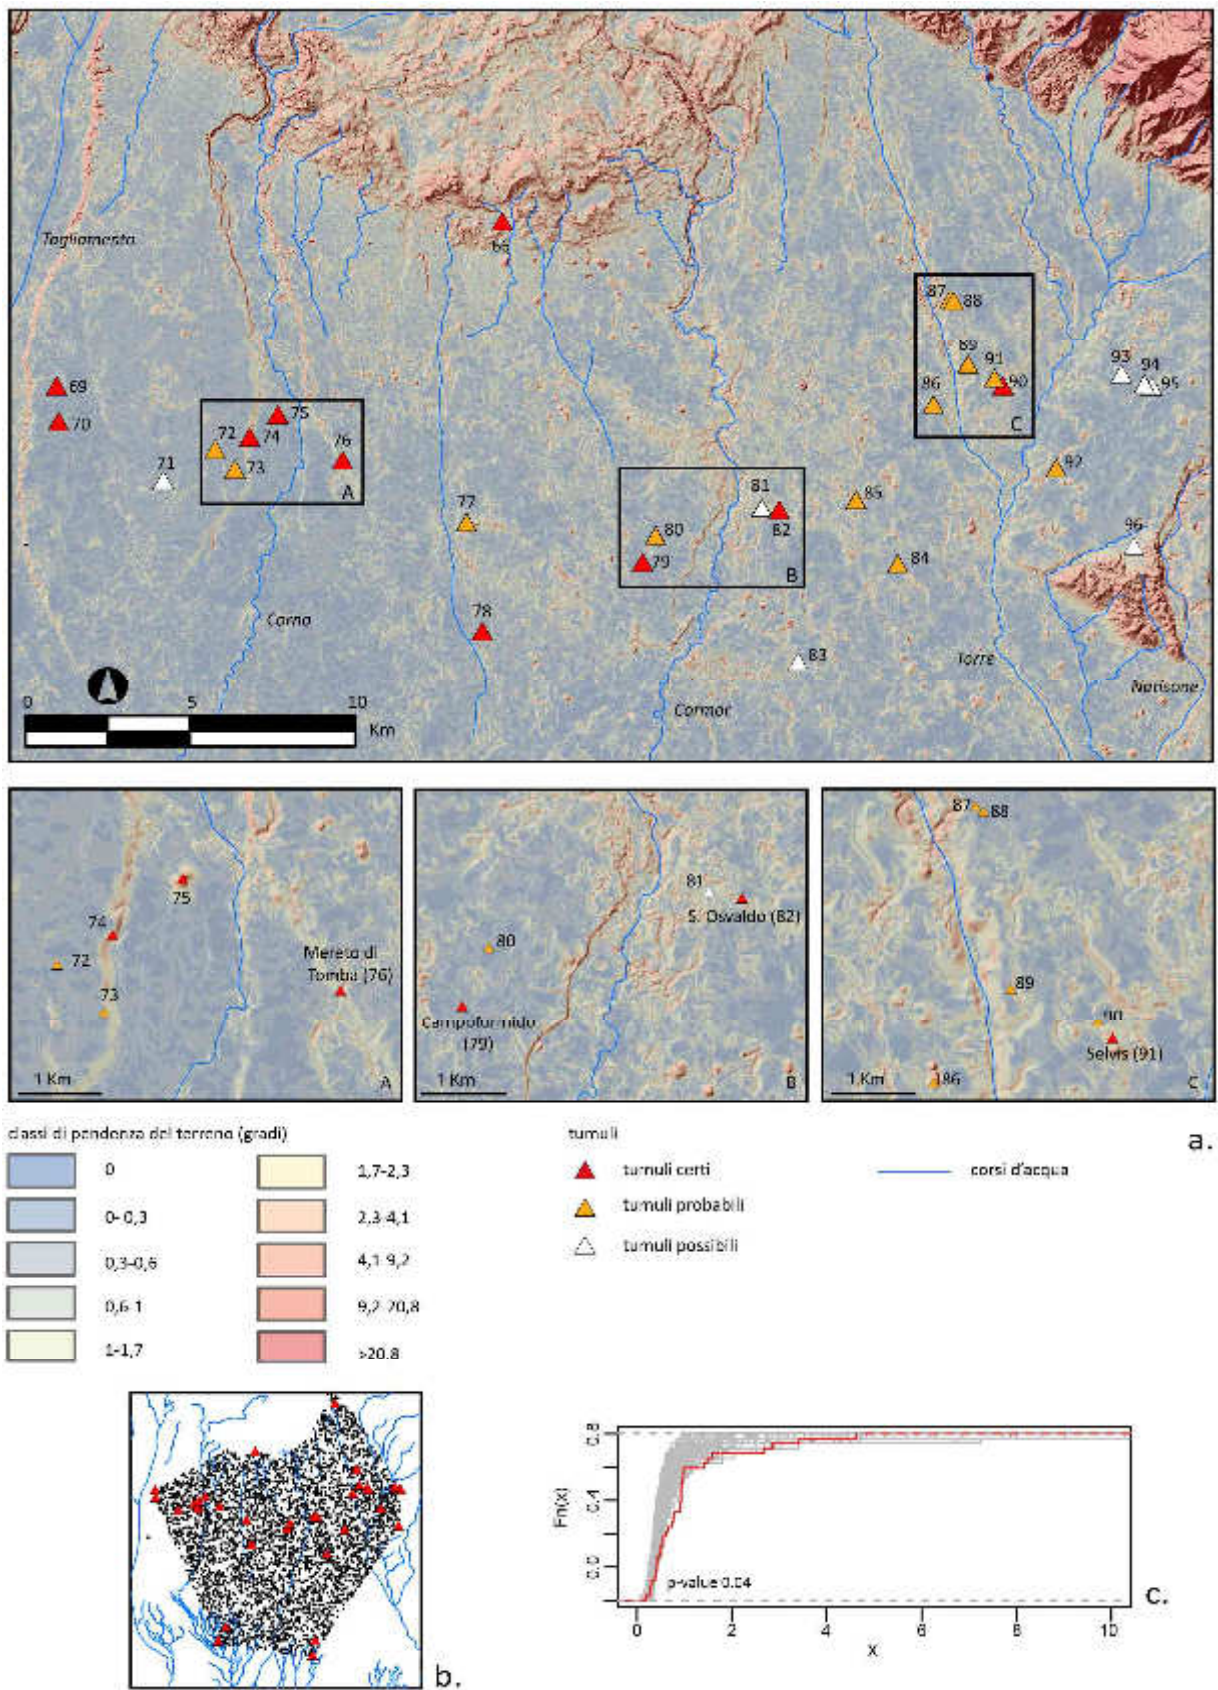 Tagliamento
66
87
88
89
91
90
86
C
93
94
95
69
70
75
72
74
76
73
71
A
92
77
80
79
81
82
B
85
84
96
78
83
Corno
Cormor
Torre
Natisone
0
5
10
Km
75
74
72
73
Mereto di
Tomba (76)
1 Km
A
81
S. Osvaldo (82)
80
Campoformido
(79)
1 Km
B
87
88
89
90
Selvis (91)
86
1 Km
C
classi di pendenza del terreno (gradi)
0
0- 0,3
0,3-0,6
0,6-1
1-1,7
1,7-2,3
2,3-4,1
4,1-9,2
9,2-20,8
>20.8
tumuli
tumuli certi
tumuli probabili
tumuli possibili
corsi d'acqua
a.
b.
Fn(x)
0.8
0.4
0.0
p-value 0.04
0
2
4
6
8
10
x
c.